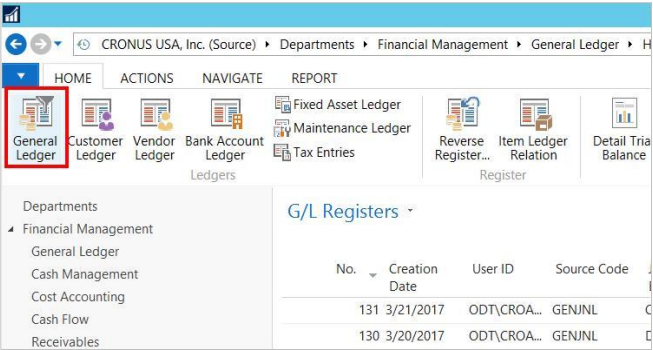 CRONUS USA, Inc. (Source) ▸ Departments ▸ Financial Management ▸ General Ledger ▸
HOME ACTIONS NAVIGATE REPORT
General Ledger
Customer Ledger
Vendor Ledger
Bank Account Ledger
Fixed Asset Ledger
Maintenance Ledger
Tax Entries
Ledgers
Reverse Register...
Item Ledger Relation
Register
Detail Balance
Departments
Financial Management
General Ledger
Cash Management
Cost Accounting
Cash Flow
Receivables
G/L Registers
No. Creation Date User ID Source Code
131 3/21/2017 ODT\CROA... GENJNL
130 3/20/2017 ODT\CROA... GENJNL